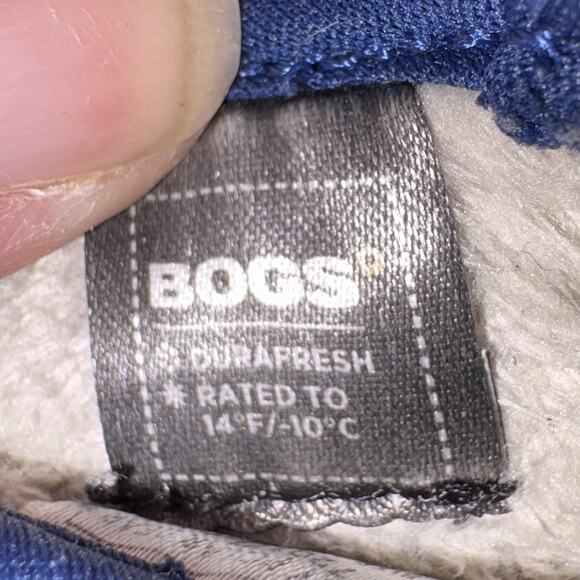 BOGS®
DURAFRESH
* RATED TO
14°F/-10°C